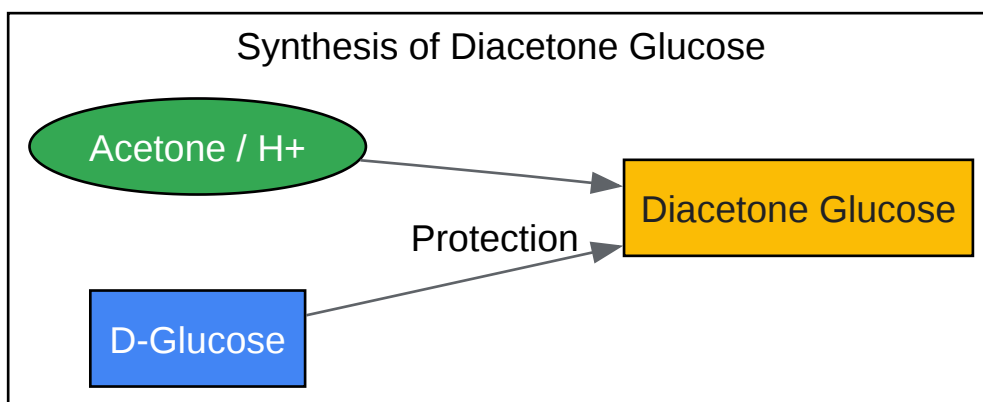 Synthesis of Diacetone Glucose
Acetone / H+
Diacetone Glucose
Protection
D-Glucose